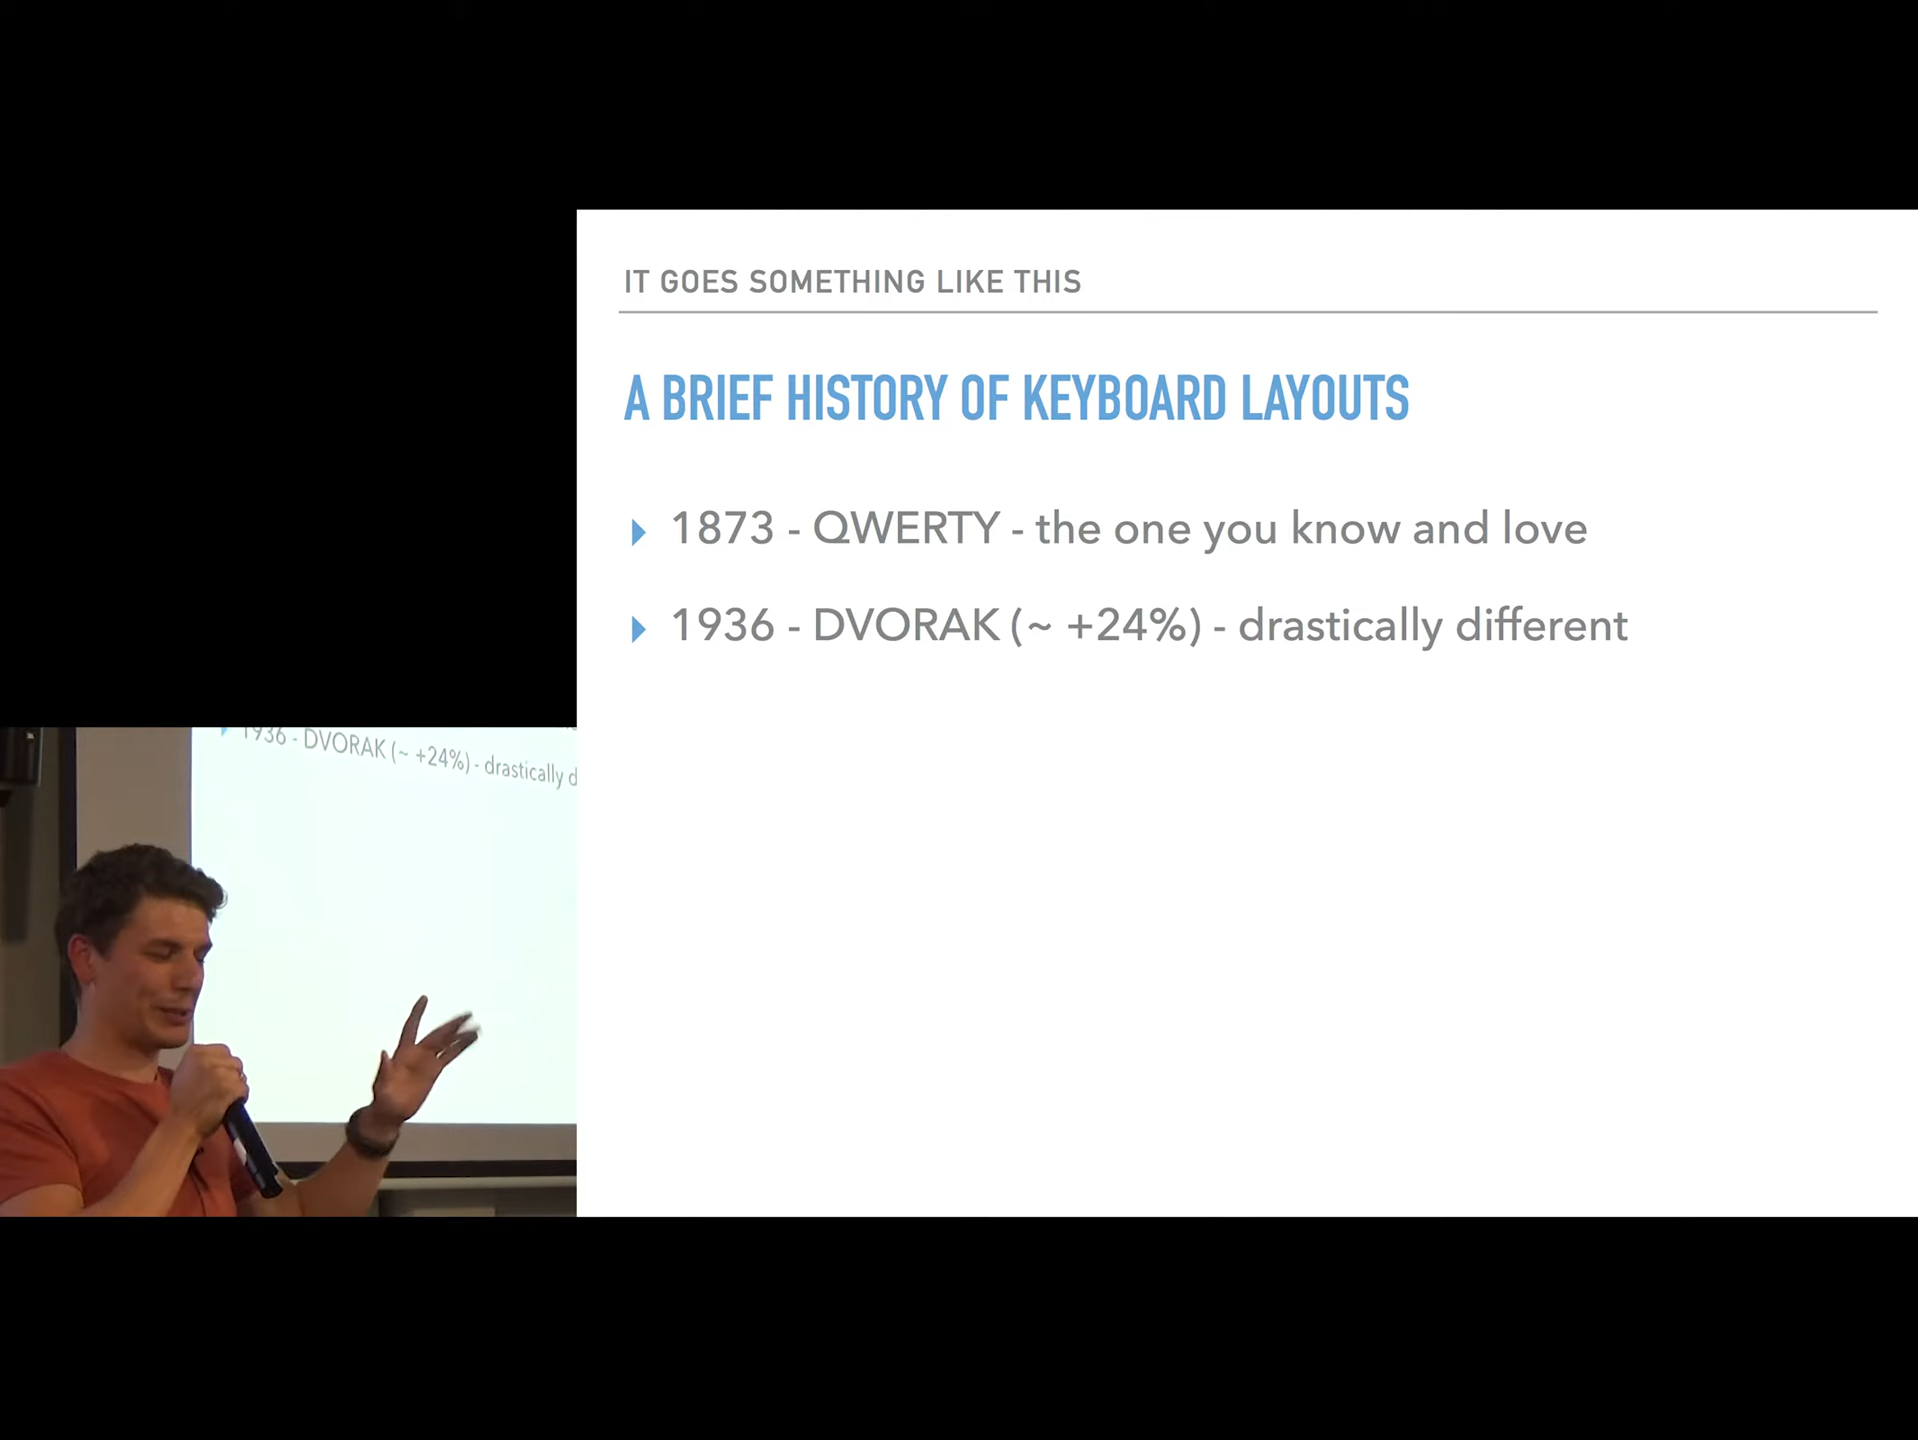 IT GOES SOMETHING LIKE THIS
A BRIEF HISTORY OF KEYBOARD LAYOUTS
1873 - QWERTY - the one you know and love
1936 - DVORAK (~ +24%) - drastically different
1936 - DVORAK (~ +24%) - drastically d